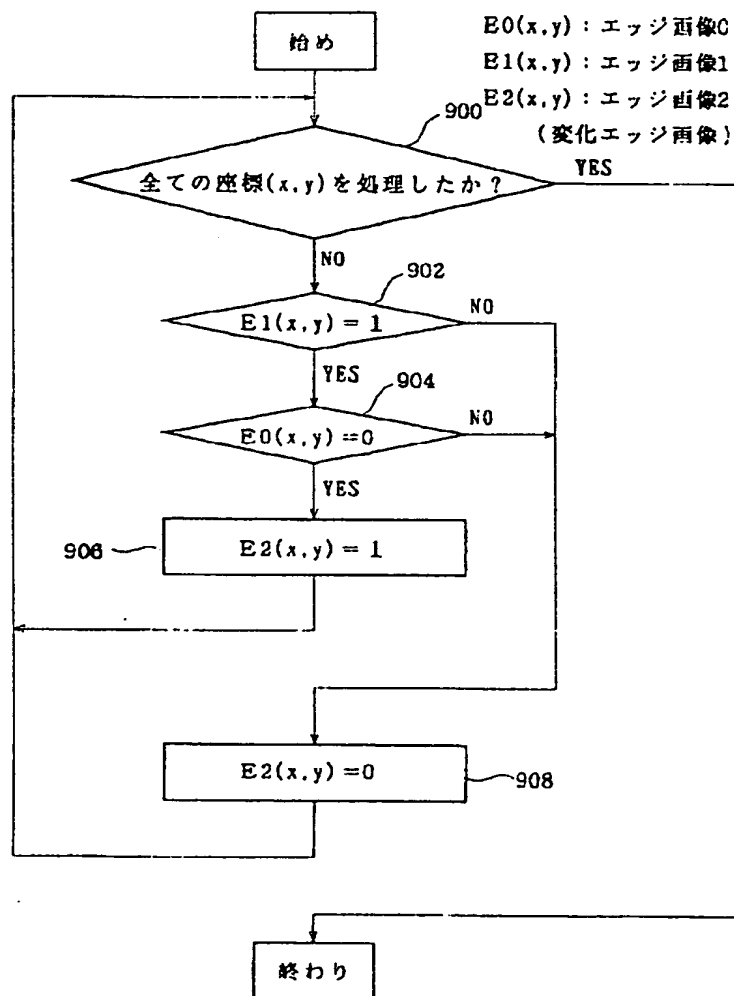 始め
E0(x,y):エッジ画像0
E1(x,y):エッジ画像1
E2(x,y):エッジ画像2
(変化エッジ画像)
900
全ての座標(x,y)を処理したか?
YES
NO
902
E1(x,y)=1
NO
YES
904
E0(x,y)=0
NO
YES
906
E2(x,y)=1
E2(x,y)=0
908
終わり